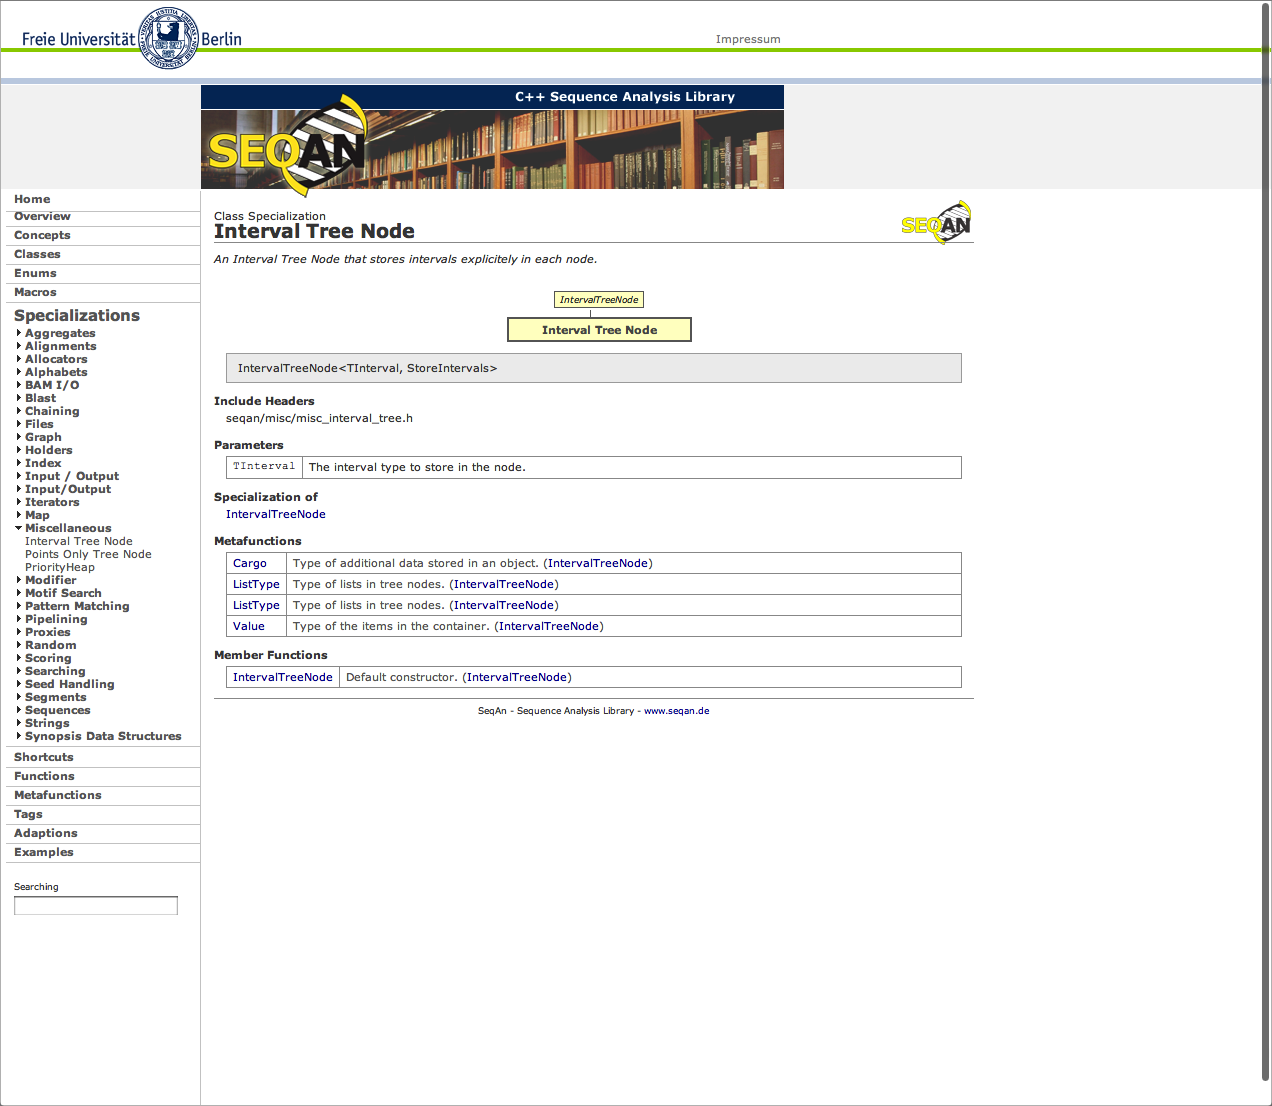 Freie Universität Berlin
Impressum
C++ Sequence Analysis Library
SEQAN
Home
Overview
Concepts
Classes
Enums
Macros
Specializations
Aggregates
Alignments
Allocators
Alphabets
BAM I/O
Blast
Chaining
Files
Graph
Holders
Index
Input / Output
Input/Output
Iterators
Map
Miscellaneous
Interval Tree Node
Points Only Tree Node
PriorityHeap
Modifier
Motif Search
Pattern Matching
Pipelining
Proxies
Random
Scoring
Searching
Seed Handling
Segments
Sequences
Strings
Synopsis Data Structures
Shortcuts
Functions
Metafunctions
Tags
Adaptions
Examples
Searching
Class Specialization
Interval Tree Node
SEQAN
An Interval Tree Node that stores intervals explicitely in each node.
IntervalTreeNode
Interval Tree Node
IntervalTreeNode<TInterval, StoreIntervals>
Include Headers
seqan/misc/misc_interval_tree.h
Parameters
TInterval The interval type to store in the node.
Specialization of
IntervalTreeNode
Metafunctions
Cargo Type of additional data stored in an object. (IntervalTreeNode)
ListType Type of lists in tree nodes. (IntervalTreeNode)
ListType Type of lists in tree nodes. (IntervalTreeNode)
Value Type of the items in the container. (IntervalTreeNode)
Member Functions
IntervalTreeNode Default constructor. (IntervalTreeNode)
SeqAn - Sequence Analysis Library - www.seqan.de